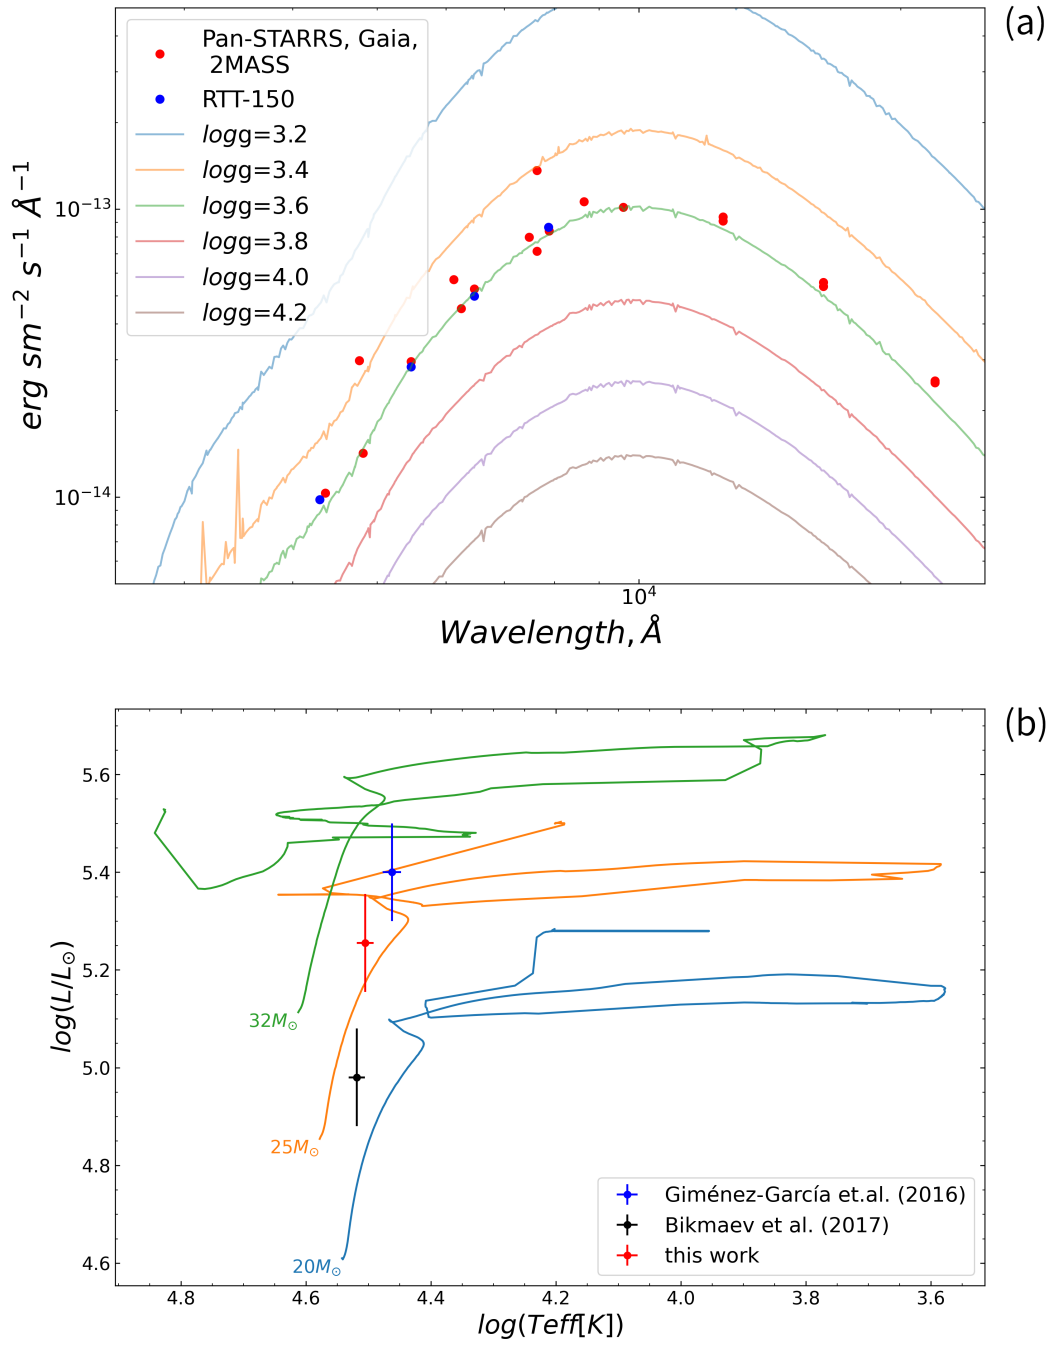 (a)
Pan-STARRS, Gaia,
2MASS
RTT-150
logg=3.2
logg=3.4
logg=3.6
logg=3.8
logg=4.0
logg=4.2
erg sm⁻² s⁻¹ Å⁻¹
10⁻¹³
10⁻¹⁴
10⁴
Wavelength, Å
(b)
log(L/L⊙)
5.6
5.4
5.2
5.0
4.8
4.6
32M⊙
25M⊙
20M⊙
Giménez-García et.al. (2016)
Bikmaev et al. (2017)
this work
4.8 4.6 4.4 4.2 4.0 3.8 3.6
log(Teff[K])